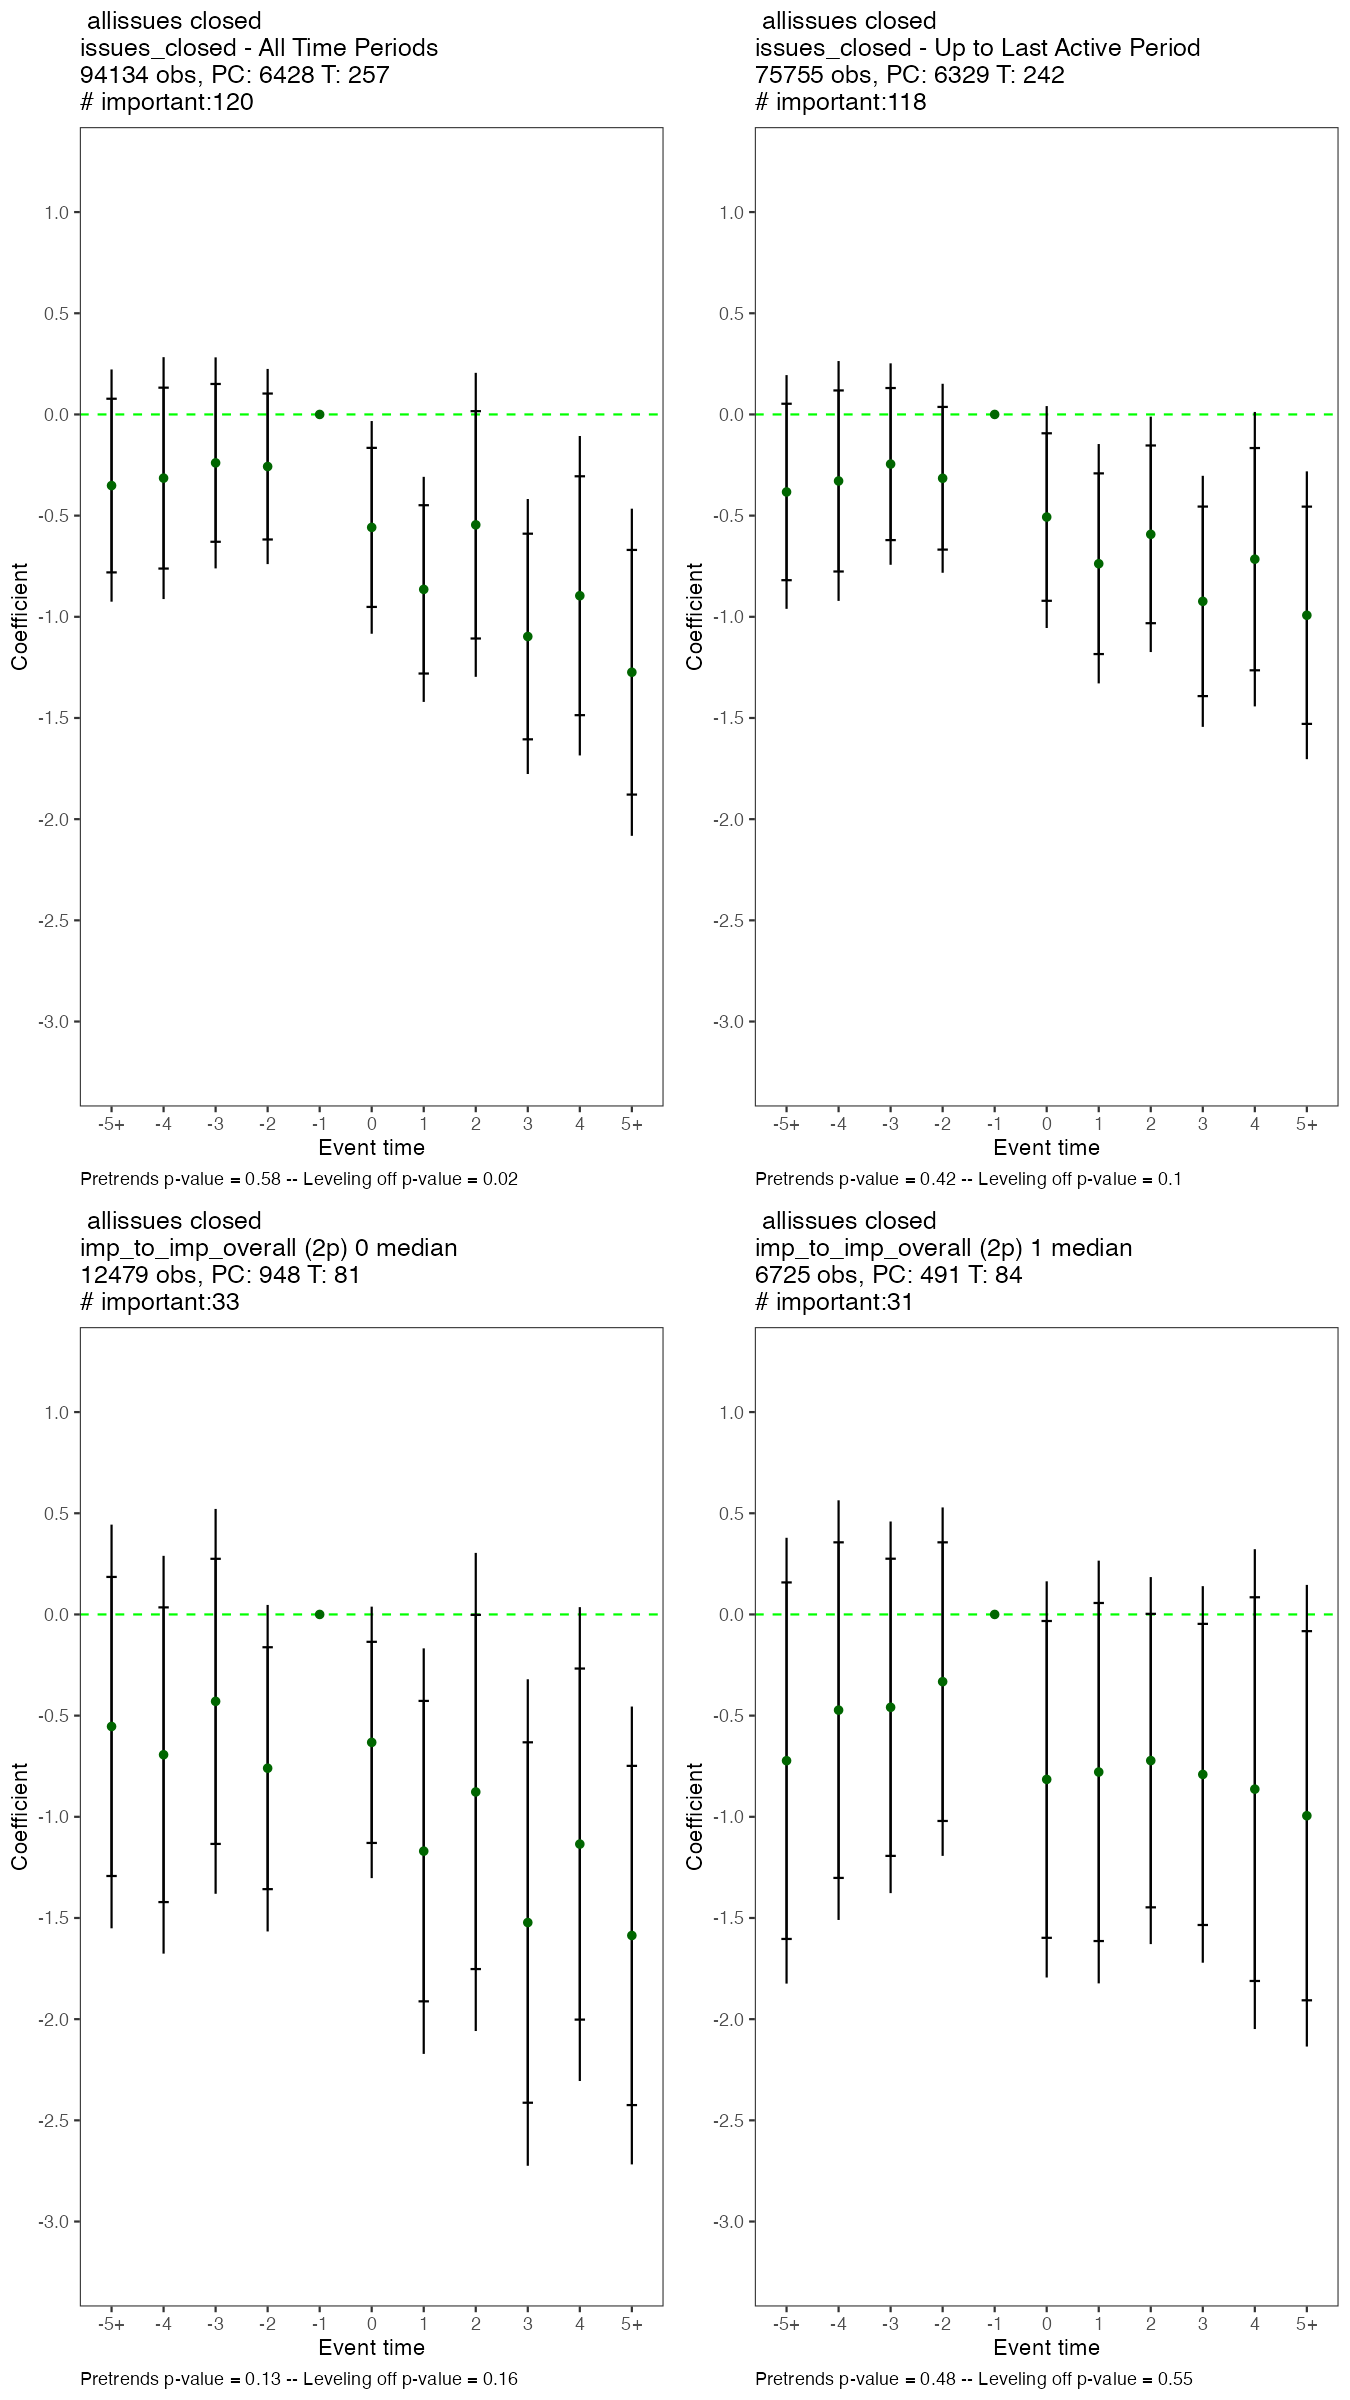 allissues closed
issues_closed - All Time Periods
94134 obs, PC: 6428 T: 257
# important:120
1.0
0.5
0.0
-0.5
-1.0
-1.5
-2.0
-2.5
-3.0
Coefficient
-5+ -4 -3 -2 -1 0 1 2 3 4 5+
Event time
Pretrends p-value = 0.58 -- Leveling off p-value = 0.02
allissues closed
issues_closed - Up to Last Active Period
75755 obs, PC: 6329 T: 242
# important:118
1.0
0.5
0.0
-0.5
-1.0
-1.5
-2.0
-2.5
-3.0
Coefficient
-5+ -4 -3 -2 -1 0 1 2 3 4 5+
Event time
Pretrends p-value = 0.42 -- Leveling off p-value = 0.1
allissues closed
imp_to_imp_overall (2p) 0 median
12479 obs, PC: 948 T: 81
# important:33
1.0
0.5
0.0
-0.5
-1.0
-1.5
-2.0
-2.5
-3.0
Coefficient
-5+ -4 -3 -2 -1 0 1 2 3 4 5+
Event time
Pretrends p-value = 0.13 -- Leveling off p-value = 0.16
allissues closed
imp_to_imp_overall (2p) 1 median
6725 obs, PC: 491 T: 84
# important:31
1.0
0.5
0.0
-0.5
-1.0
-1.5
-2.0
-2.5
-3.0
Coefficient
-5+ -4 -3 -2 -1 0 1 2 3 4 5+
Event time
Pretrends p-value = 0.48 -- Leveling off p-value = 0.55